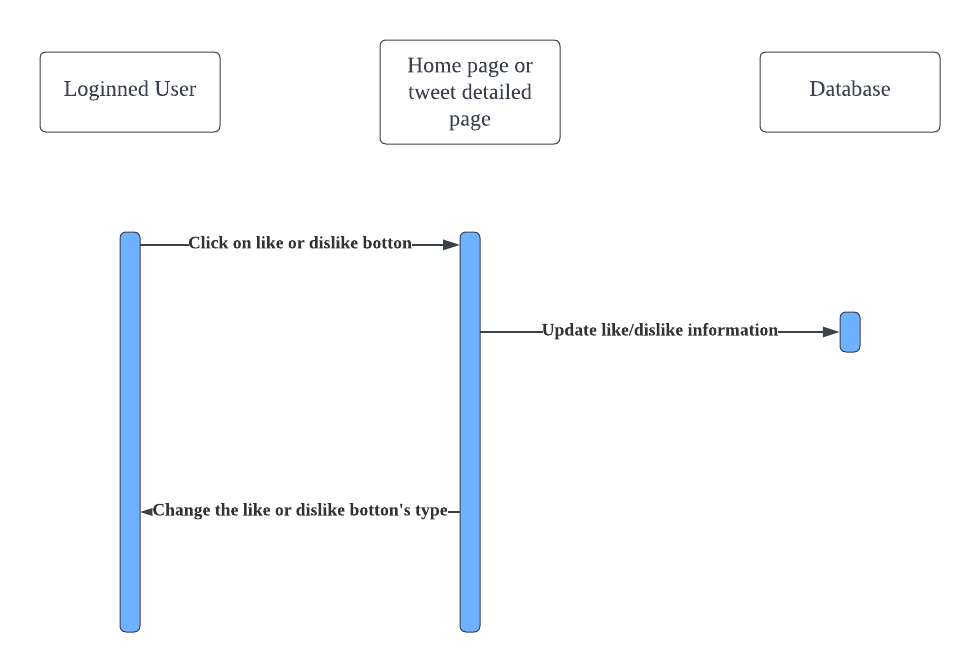 Loginned User
Home page or
tweet detailed
page
Database
Click on like or dislike botton
Update like/dislike information
Change the like or dislike botton's type